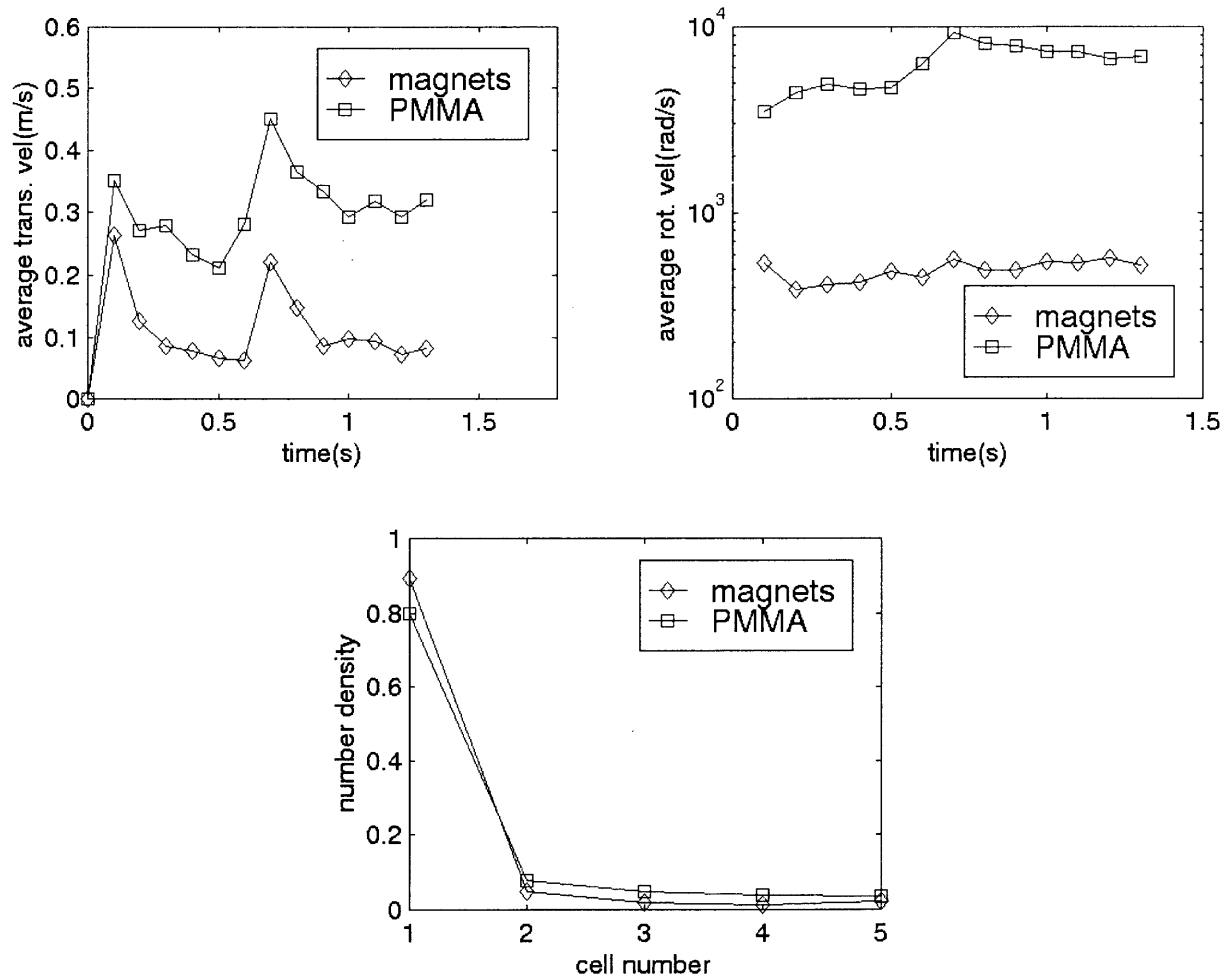 0.6
0.5
0.4
0.3
0.2
0.1
0
average trans. vel(m/s)
magnets
PMMA
0
0.5
1
1.5
time(s)
10^4
10^3
10^2
average rot. vel(rad/s)
magnets
PMMA
0
0.5
1
1.5
time(s)
1
0.8
0.6
0.4
0.2
0
number density
magnets
PMMA
1
2
3
4
5
cell number